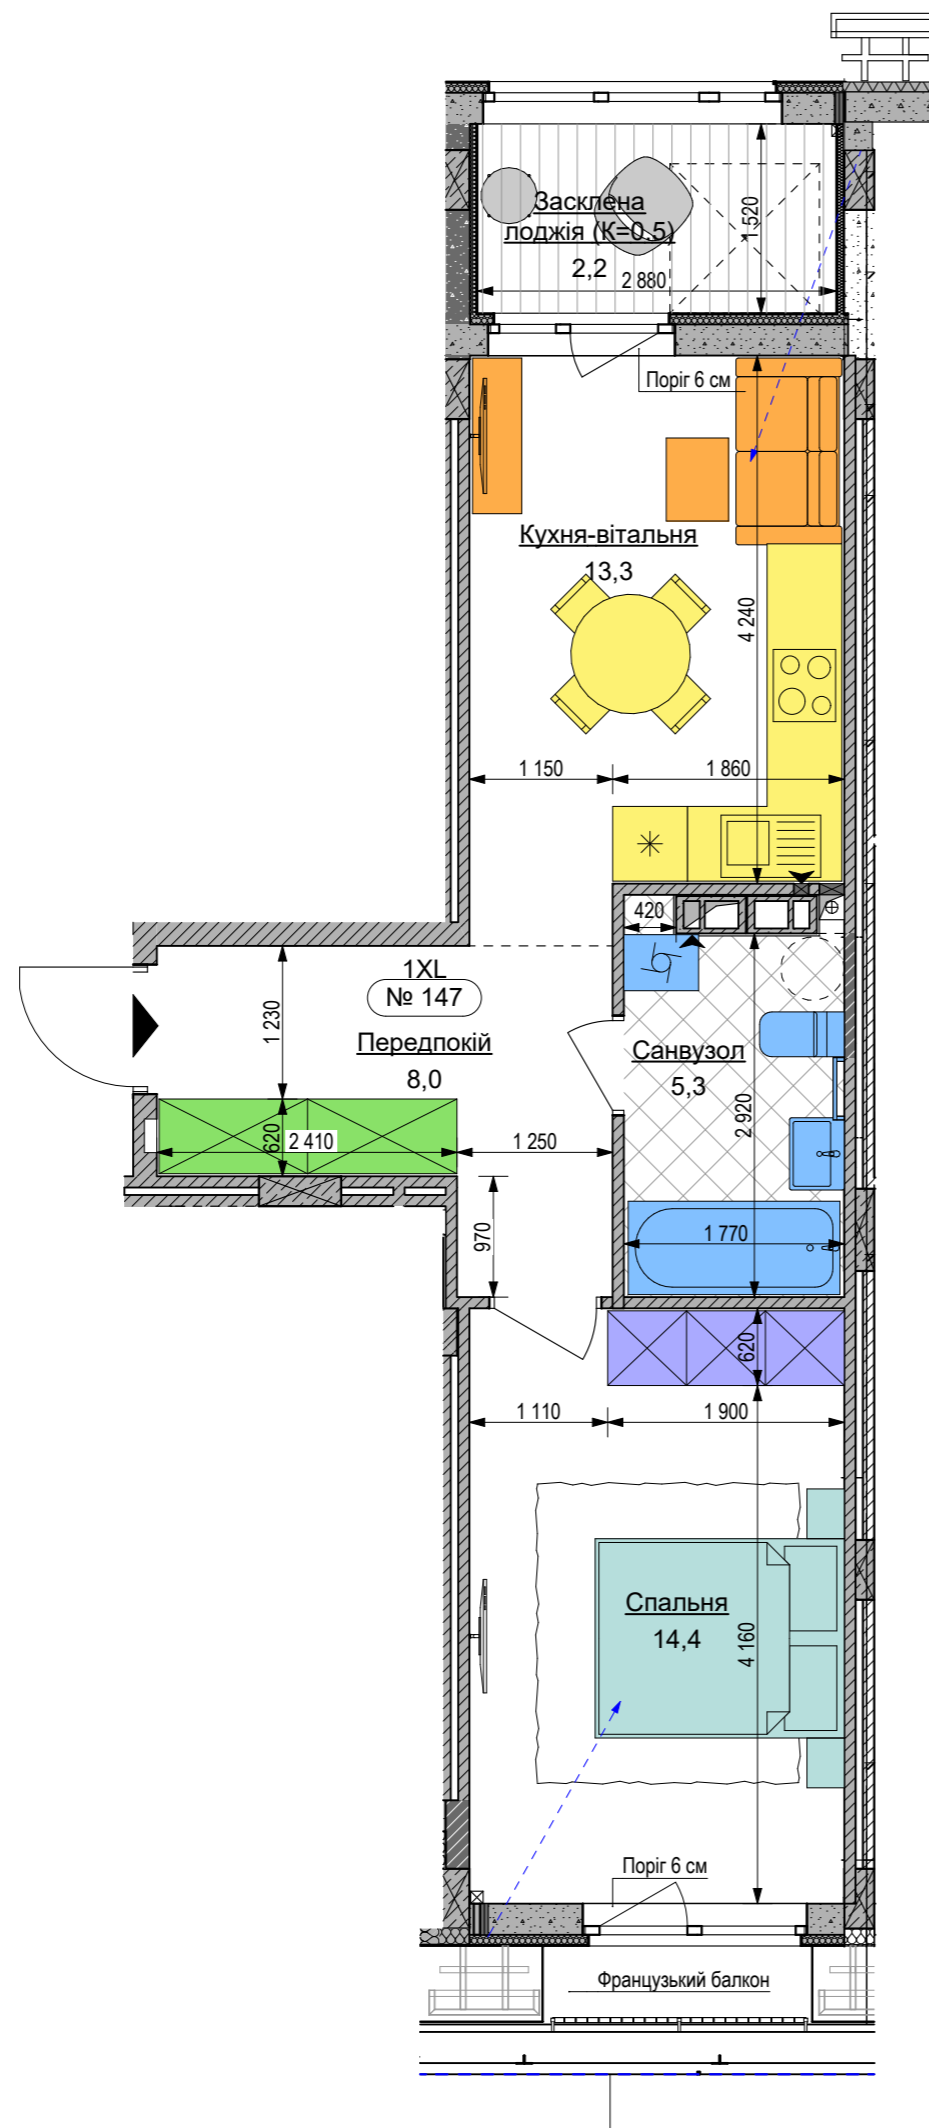 Засклена
лоджія (К=0,5)
2,2
1 520
2 880
Поріг 6 см
Кухня-вітальня
13,3
4 240
1 150
1 860
420
1XL
№ 147
Передпокій
8,0
1 230
Санвузол
5,3
2 920
620
2 410
1 250
970
1 770
620
1 110
1 900
Спальня
14,4
4 160
Поріг 6 см
Французький балкон